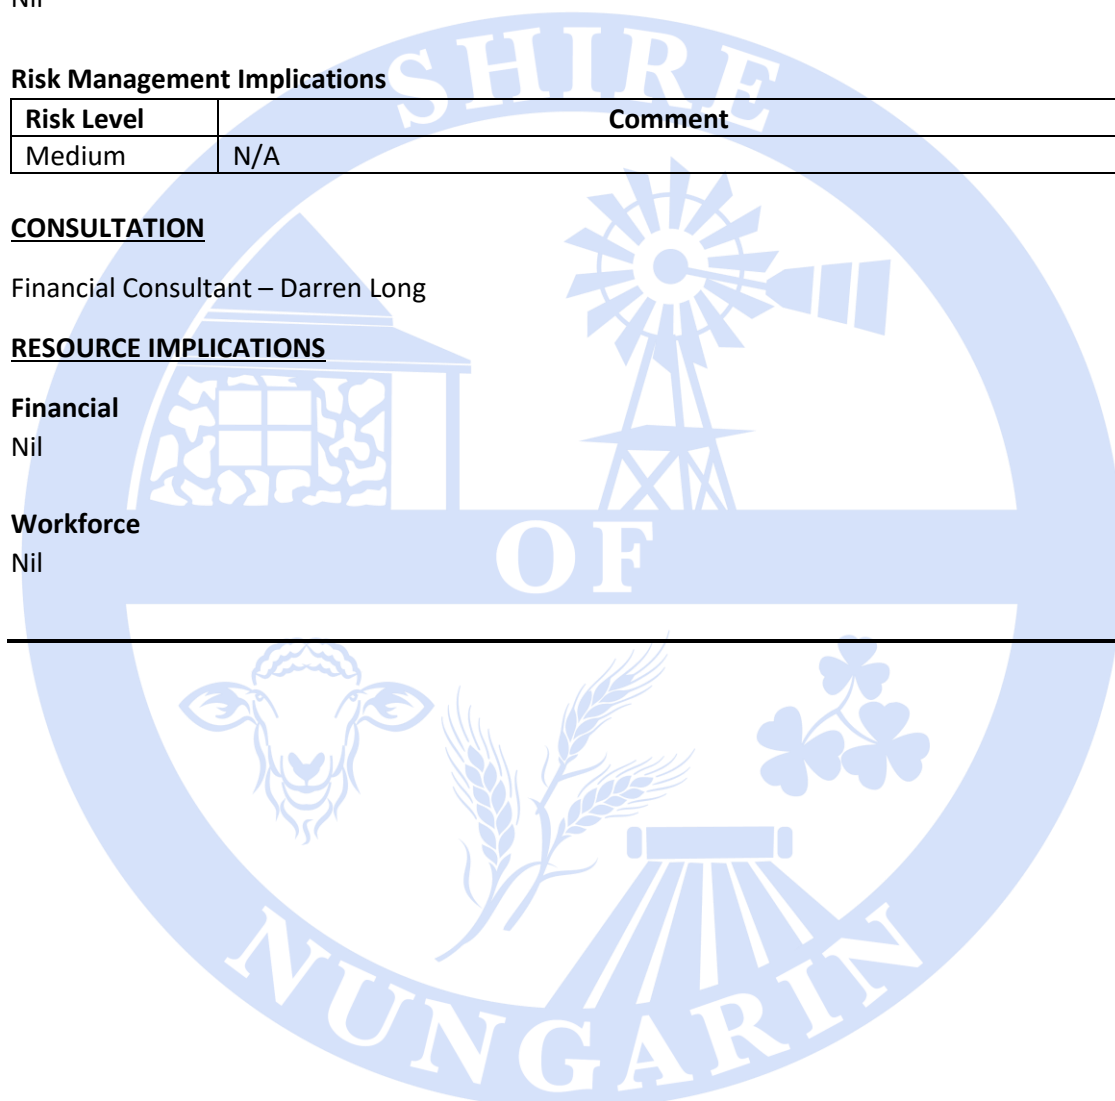 Nil
Risk Management Implications
Risk Level Comment
Medium N/A
CONSULTATION
Financial Consultant – Darren Long
RESOURCE IMPLICATIONS
Financial
Nil
Workforce
Nil
SHIRE
OF
NUNGARIN